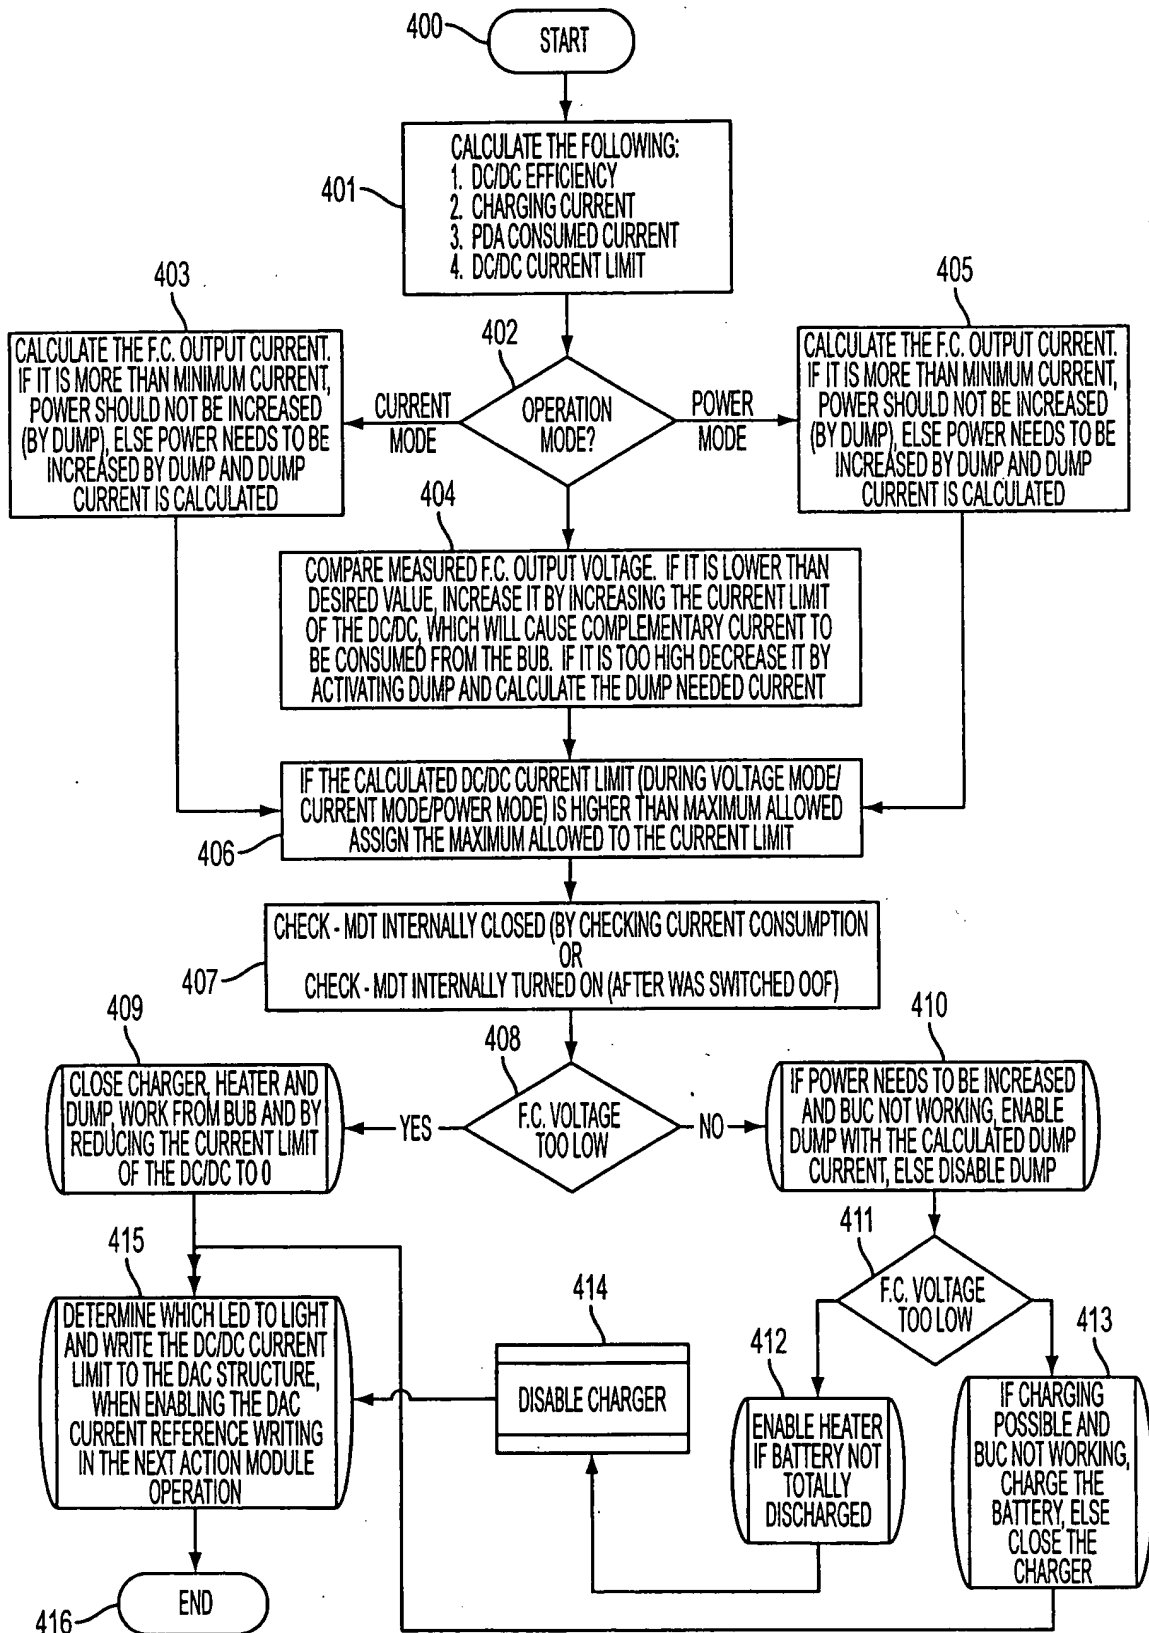 400
START
401
CALCULATE THE FOLLOWING:
1. DC/DC EFFICIENCY
2. CHARGING CURRENT
3. PDA CONSUMED CURRENT
4. DC/DC CURRENT LIMIT
403
CALCULATE THE F.C. OUTPUT CURRENT.
IF IT IS MORE THAN MINIMUM CURRENT,
POWER SHOULD NOT BE INCREASED
(BY DUMP), ELSE POWER NEEDS TO BE
INCREASED BY DUMP AND DUMP
CURRENT IS CALCULATED
402
CURRENT
MODE
OPERATION
MODE?
POWER
MODE
405
CALCULATE THE F.C. OUTPUT CURRENT.
IF IT IS MORE THAN MINIMUM CURRENT,
POWER SHOULD NOT BE INCREASED
(BY DUMP), ELSE POWER NEEDS TO BE
INCREASED BY DUMP AND DUMP
CURRENT IS CALCULATED
404
COMPARE MEASURED F.C. OUTPUT VOLTAGE. IF IT IS LOWER THAN
DESIRED VALUE, INCREASE IT BY INCREASING THE CURRENT LIMIT
OF THE DC/DC, WHICH WILL CAUSE COMPLEMENTARY CURRENT TO
BE CONSUMED FROM THE BUB. IF IT IS TOO HIGH DECREASE IT BY
ACTIVATING DUMP AND CALCULATE THE DUMP NEEDED CURRENT
IF THE CALCULATED DC/DC CURRENT LIMIT (DURING VOLTAGE MODE/
CURRENT MODE/POWER MODE) IS HIGHER THAN MAXIMUM ALLOWED
ASSIGN THE MAXIMUM ALLOWED TO THE CURRENT LIMIT
406
CHECK - MDT INTERNALLY CLOSED (BY CHECKING CURRENT CONSUMPTION
OR
CHECK - MDT INTERNALLY TURNED ON (AFTER WAS SWITCHED OOF)
407
409
CLOSE CHARGER, HEATER AND
DUMP, WORK FROM BUB AND BY
REDUCING THE CURRENT LIMIT
OF THE DC/DC TO 0
408
YES
F.C. VOLTAGE
TOO LOW
NO
410
IF POWER NEEDS TO BE INCREASED
AND BUC NOT WORKING, ENABLE
DUMP WITH THE CALCULATED DUMP
CURRENT, ELSE DISABLE DUMP
411
F.C. VOLTAGE
TOO LOW
415
DETERMINE WHICH LED TO LIGHT
AND WRITE THE DC/DC CURRENT
LIMIT TO THE DAC STRUCTURE,
WHEN ENABLING THE DAC
CURRENT REFERENCE WRITING
IN THE NEXT ACTION MODULE
OPERATION
414
DISABLE CHARGER
412
ENABLE HEATER
IF BATTERY NOT
TOTALLY
DISCHARGED
413
IF CHARGING
POSSIBLE AND
BUC NOT WORKING,
CHARGE THE
BATTERY, ELSE
CLOSE THE
CHARGER
END
416